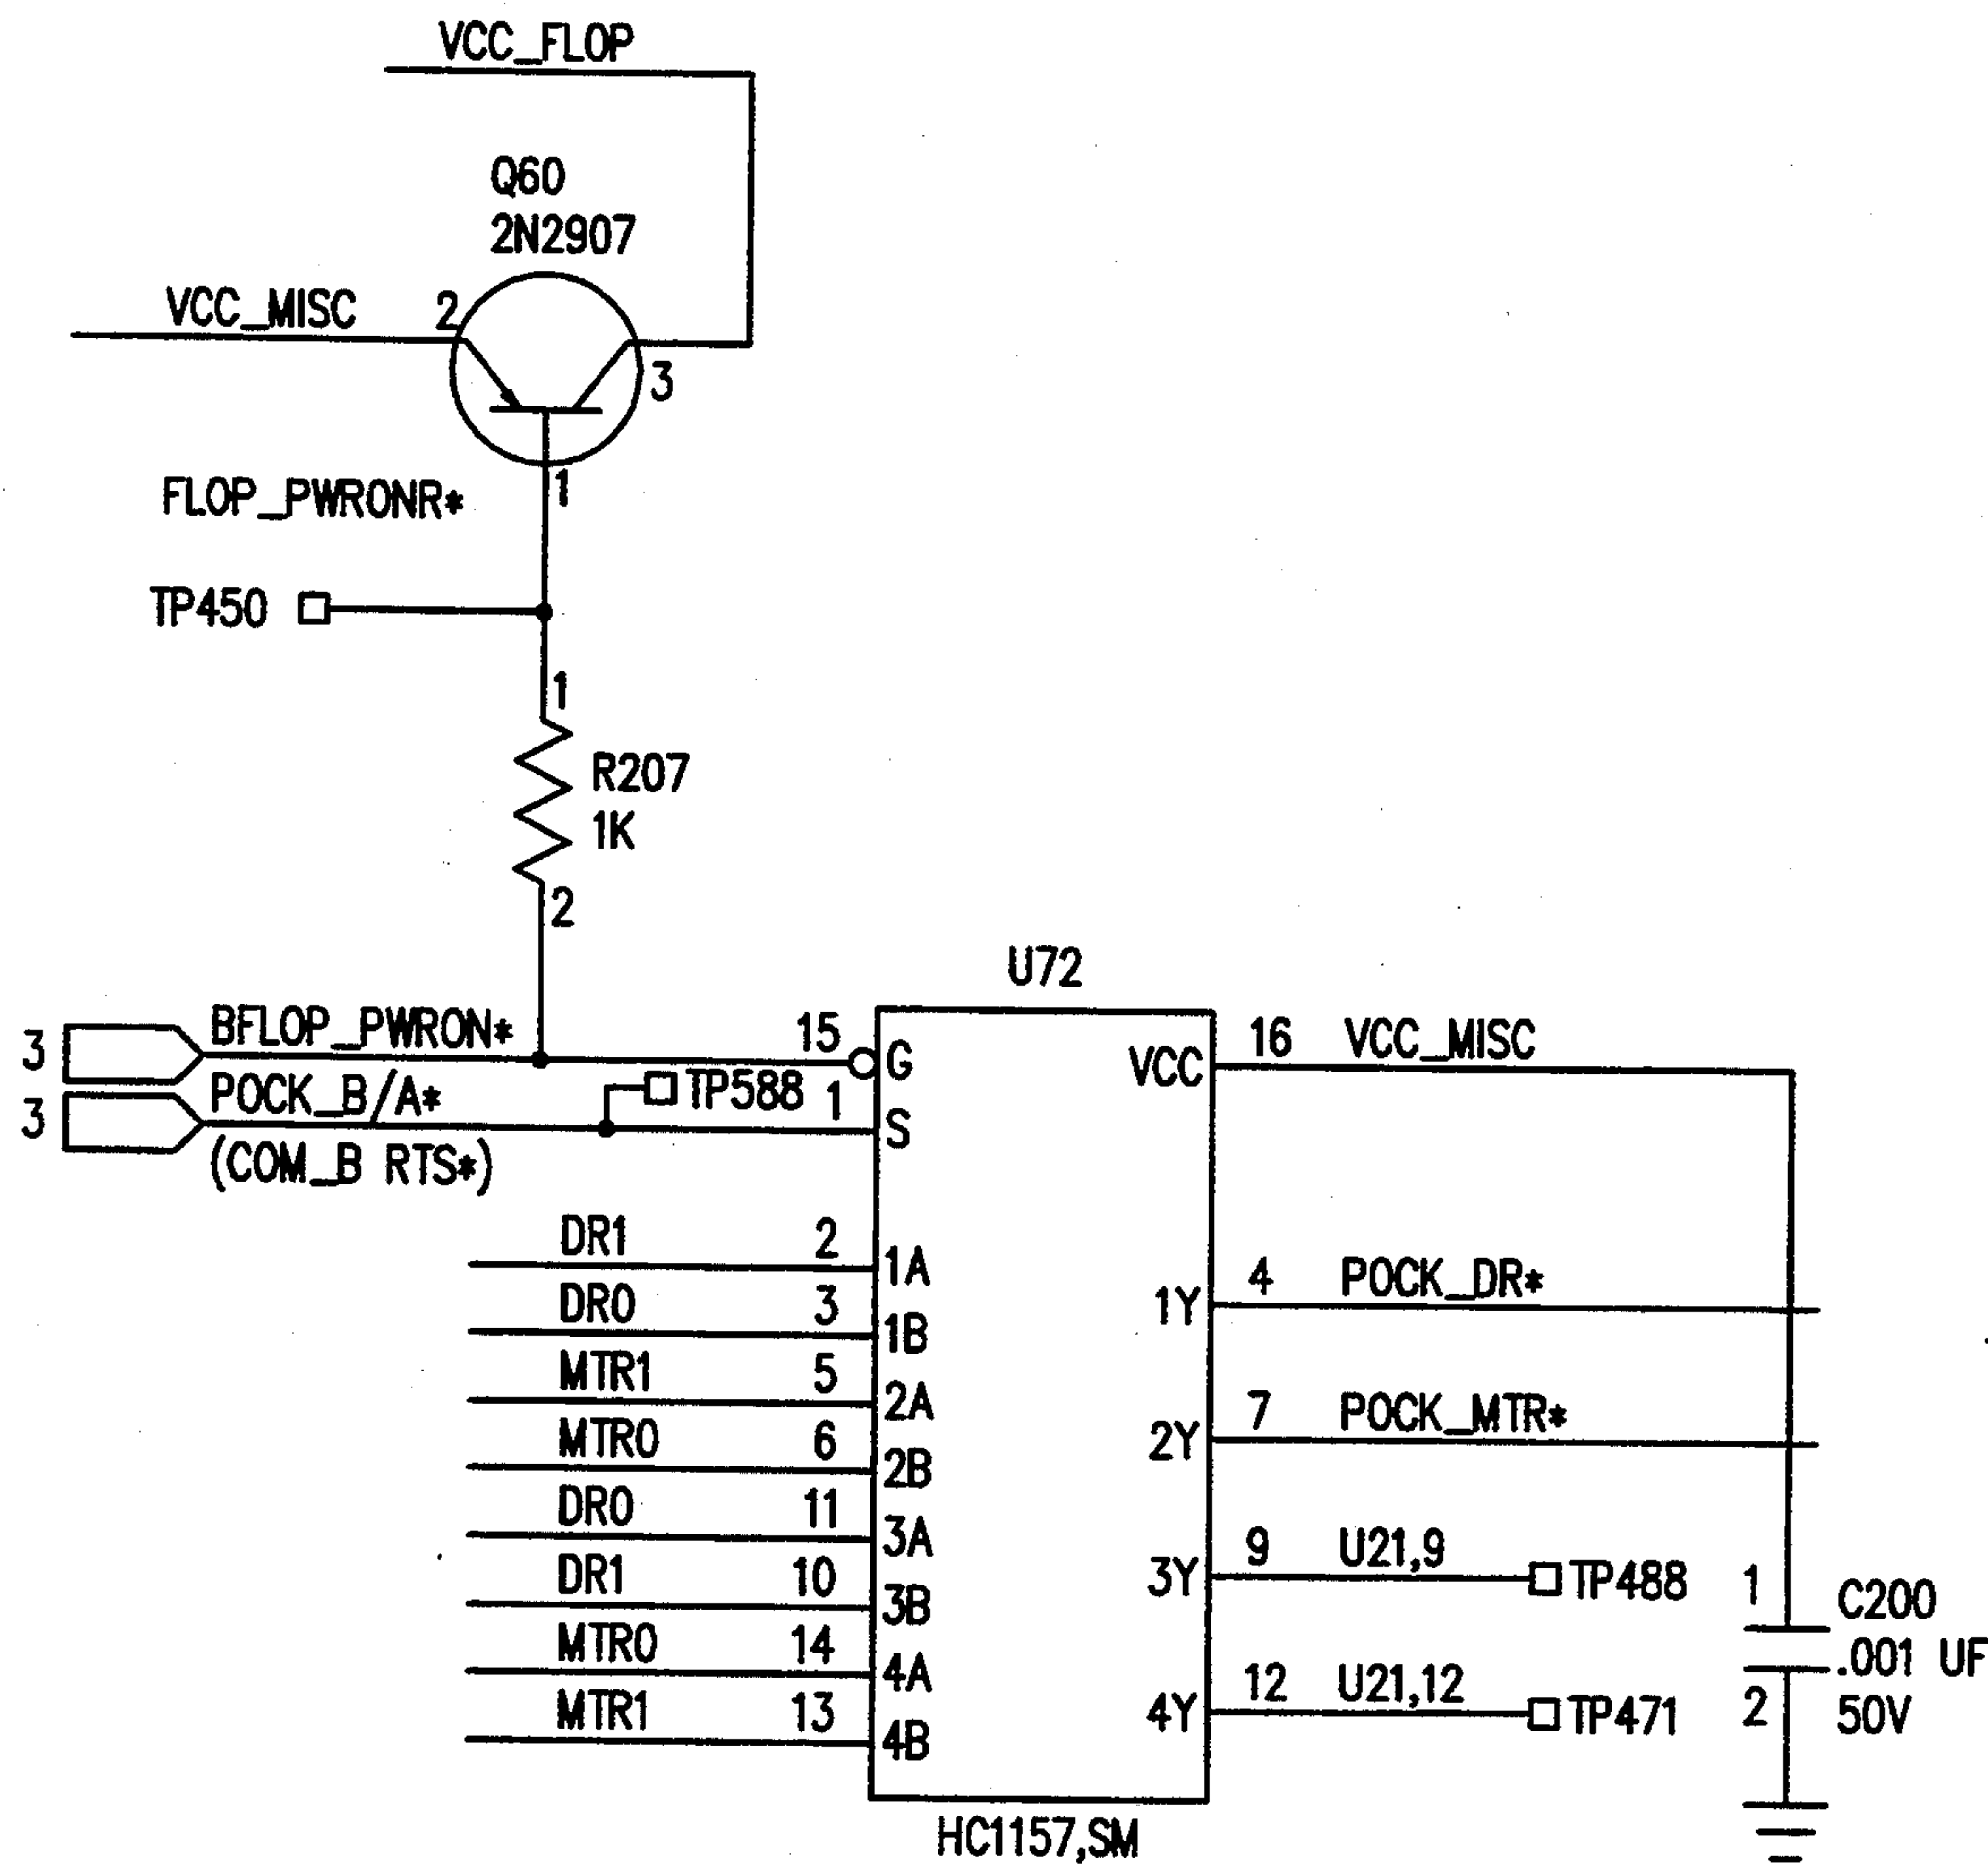 VCC_FLOP
Q60
2N2907
VCC_MISC
2
3
1
FLOP_PWRONR*
TP450
1
R207
1K
2
U72
3
BFLOP_PWRON*
15
G
VCC
16
VCC_MISC
3
POCK_B/A*
TP588
1
S
(COM_B RTS*)
DR1
2
1A
DR0
3
1B
1Y
4
POCK_DR*
MTR1
5
2A
MTR0
6
2B
2Y
7
POCK_MTR*
DR0
11
3A
DR1
10
3B
3Y
9
U21,9
TP488
MTR0
14
4A
MTR1
13
4B
4Y
12
U21,12
TP471
1
C200
.001 UF
2
50V
HC1157,SM